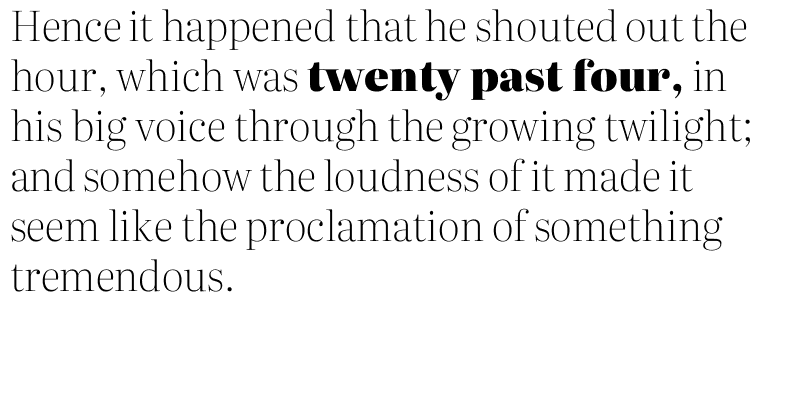 Hence it happened that he shouted out the
hour, which was twenty past four, in
his big voice through the growing twilight;
and somehow the loudness of it made it
seem like the proclamation of something
tremendous.